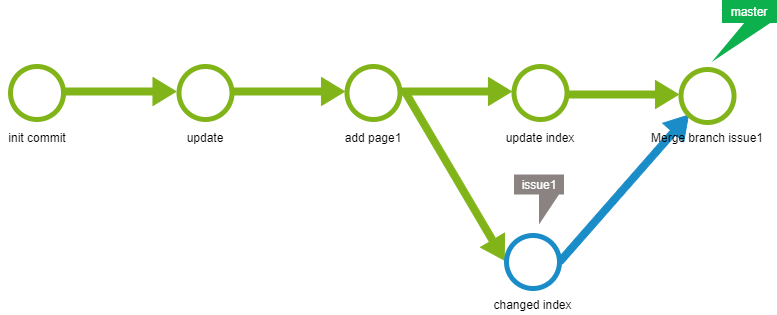 master
init commit
update
add page1
update index
Merge branch issue1
issue1
changed index